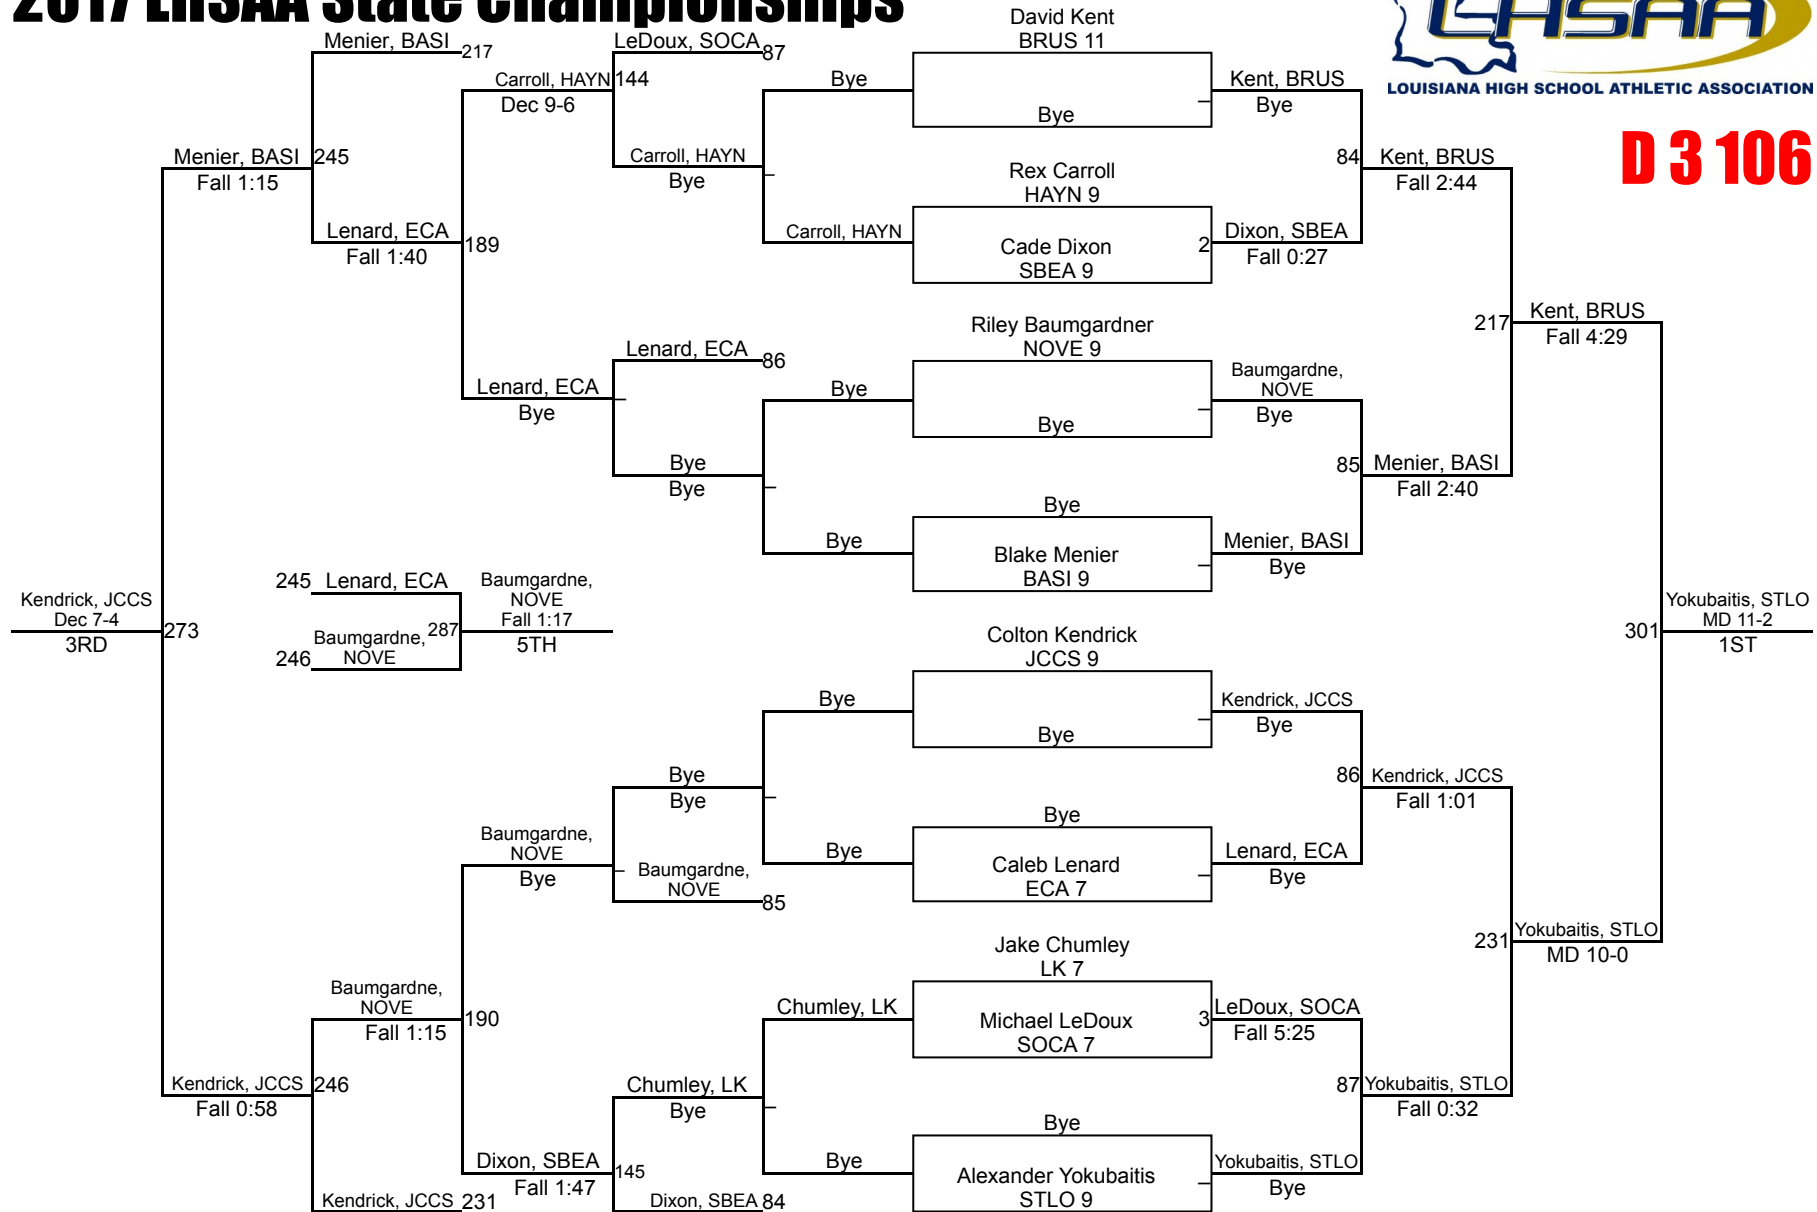 2017 LHSAA State Championships
LHSAA
LOUISIANA HIGH SCHOOL ATHLETIC ASSOCIATION
D 3 106
David Kent
BRUS 11
Bye
Rex Carroll
HAYN 9
Cade Dixon
SBEA 9
2
Riley Baumgardner
NOVE 9
Bye
Bye
Blake Menier
BASI 9
Colton Kendrick
JCCS 9
Bye
Bye
Caleb Lenard
ECA 7
Jake Chumley
LK 7
Michael LeDoux
SOCA 7
3
Bye
Alexander Yokubaitis
STLO 9
Kent, BRUS
Bye
Dixon, SBEA
Fall 0:27
Baumgardne,
NOVE
Bye
Menier, BASI
Bye
Kendrick, JCCS
Bye
Lenard, ECA
Bye
LeDoux, SOCA
Fall 5:25
Yokubaitis, STLO
Bye
84
Kent, BRUS
Fall 2:44
85
Menier, BASI
Fall 2:40
86
Kendrick, JCCS
Fall 1:01
87
Yokubaitis, STLO
Fall 0:32
217
Kent, BRUS
Fall 4:29
231
Yokubaitis, STLO
MD 10-0
301
Yokubaitis, STLO
MD 11-2
1ST
Bye
Carroll, HAYN
Bye
Bye
Bye
Bye
Chumley, LK
Bye
LeDoux, SOCA
87
Carroll, HAYN
Bye
Lenard, ECA
86
Bye
Bye
Bye
Bye
Baumgardne,
NOVE
85
Chumley, LK
Bye
Dixon, SBEA
84
Carroll, HAYN
144
Dec 9-6
Lenard, ECA
Bye
Baumgardne,
NOVE
Bye
Dixon, SBEA
145
Fall 1:47
Menier, BASI
217
Lenard, ECA
189
Fall 1:40
Baumgardne,
NOVE
190
Fall 1:15
Kendrick, JCCS
231
Menier, BASI
245
Fall 1:15
Kendrick, JCCS
246
Fall 0:58
Kendrick, JCCS
Dec 7-4
273
3RD
245
Lenard, ECA
246
Baumgardne,
NOVE
287
Baumgardne,
NOVE
Fall 1:17
5TH